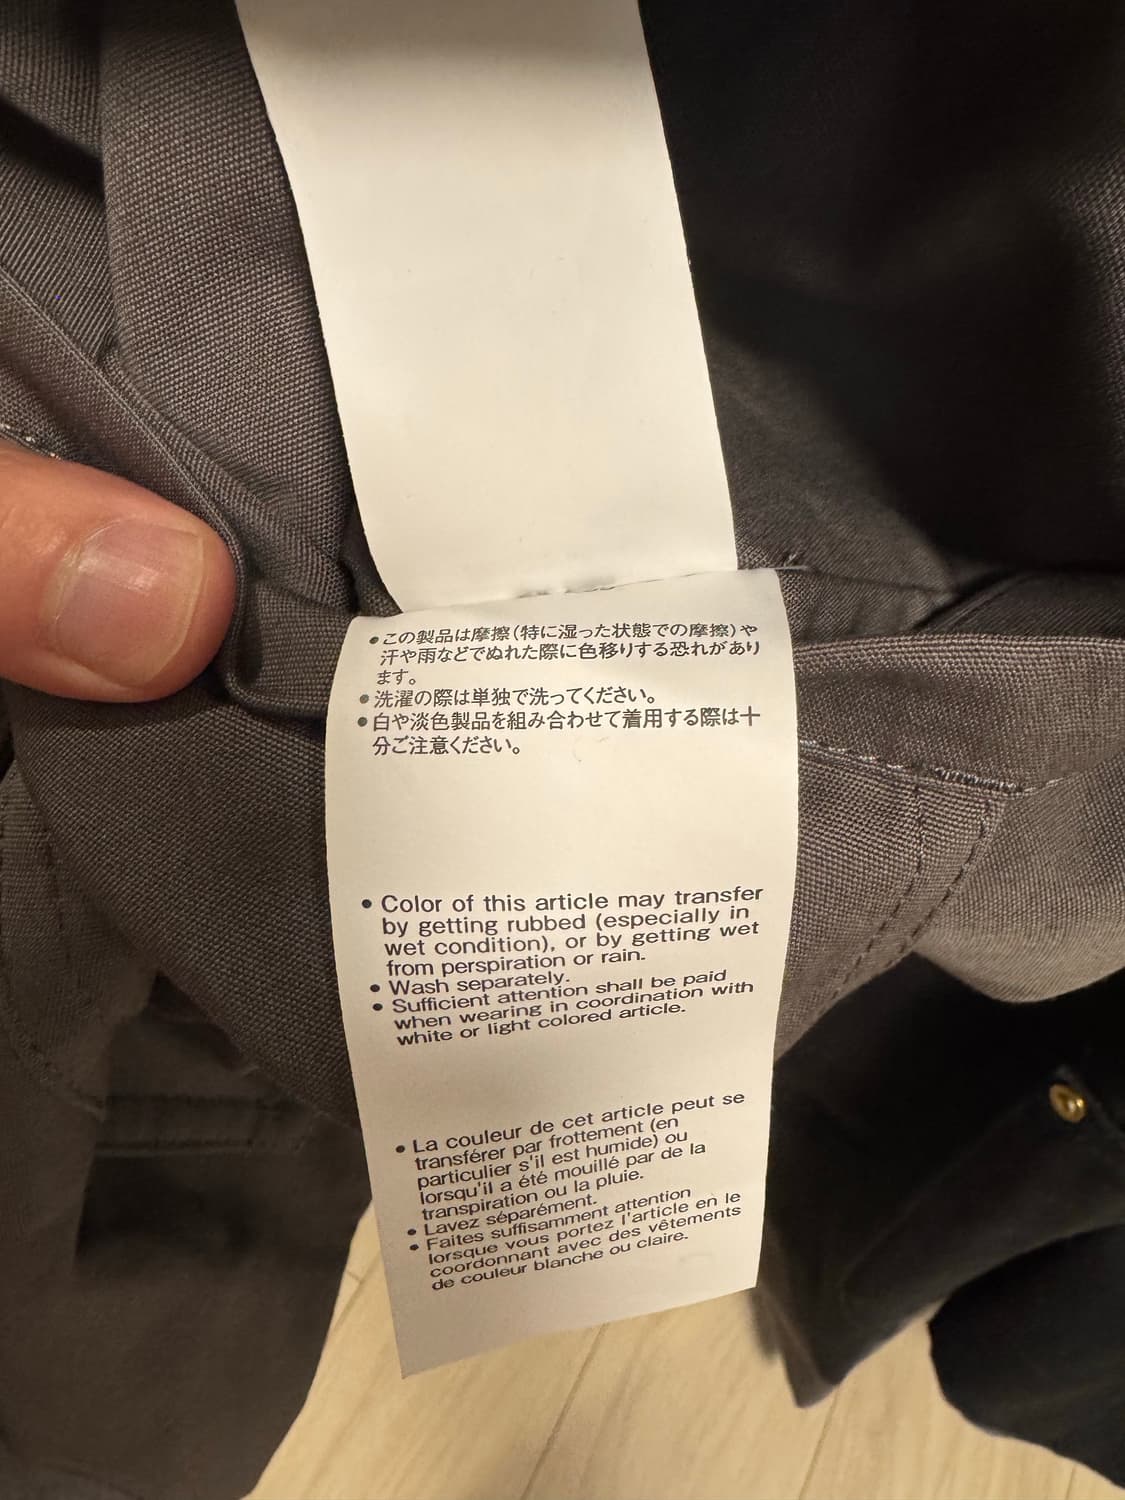 ●この製品は摩擦（特に湿った状態での摩擦）や
汗や雨などでぬれた際に色移りする恐れがあり
ます。
●洗濯の際は単独で洗ってください。
●白や淡色製品を組み合わせて着用する際は十
分ご注意ください。
● Color of this article may transfer
by getting rubbed (especially in
wet condition), or by getting wet
from perspiration or rain.
● Wash separately.
● Sufficient attention shall be paid
when wearing in coordination with
white or light colored article.
● La couleur de cet article peut se
transférer par frottement (en
particulier s'il est humide) ou
lorsqu'il a été mouillé par de la
transpiration ou la pluie.
● Lavez séparément.
● Faites suffisamment attention
lorsque vous portez l'article en le
coordonnant avec des vêtements
de couleur blanche ou claire.